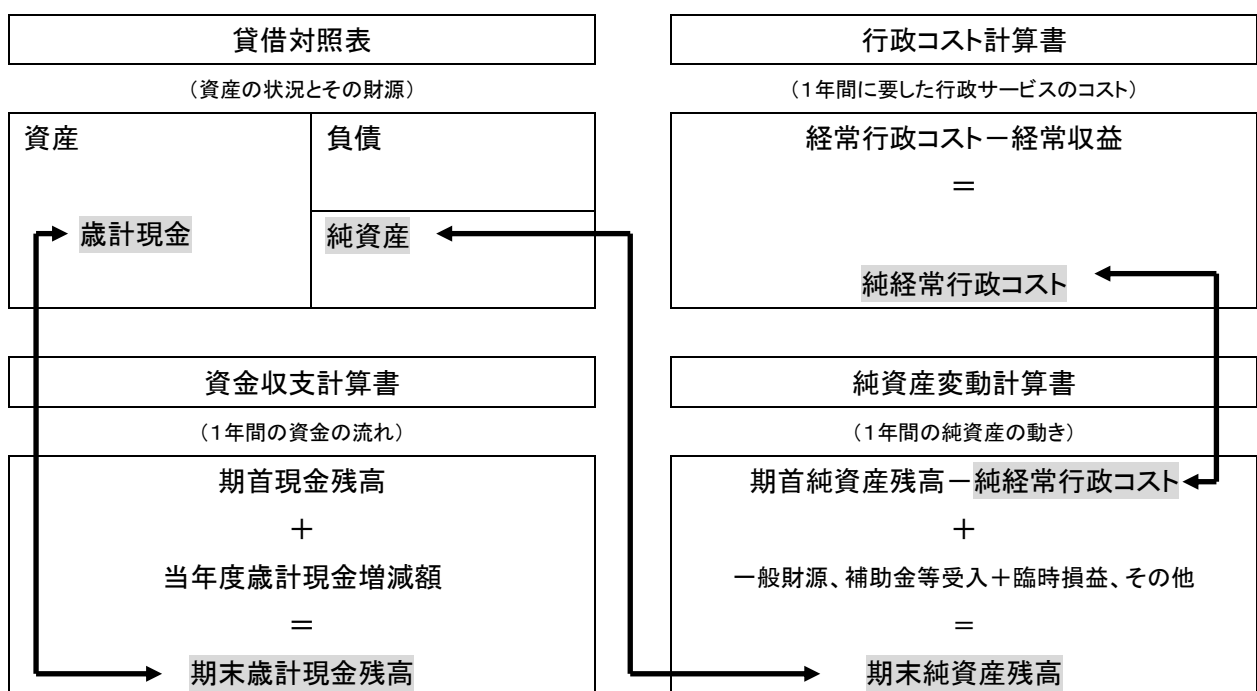 貸借対照表
(資産の状況とその財源)
資産
負債
歳計現金
純資産
行政コスト計算書
(1年間に要した行政サービスのコスト)
経常行政コスト－経常収益
＝
純経常行政コスト
資金収支計算書
(1年間の資金の流れ)
期首現金残高
＋
当年度歳計現金増減額
＝
期末歳計現金残高
純資産変動計算書
(1年間の純資産の動き)
期首純資産残高－純経常行政コスト
＋
一般財源、補助金等受入＋臨時損益、その他
＝
期末純資産残高